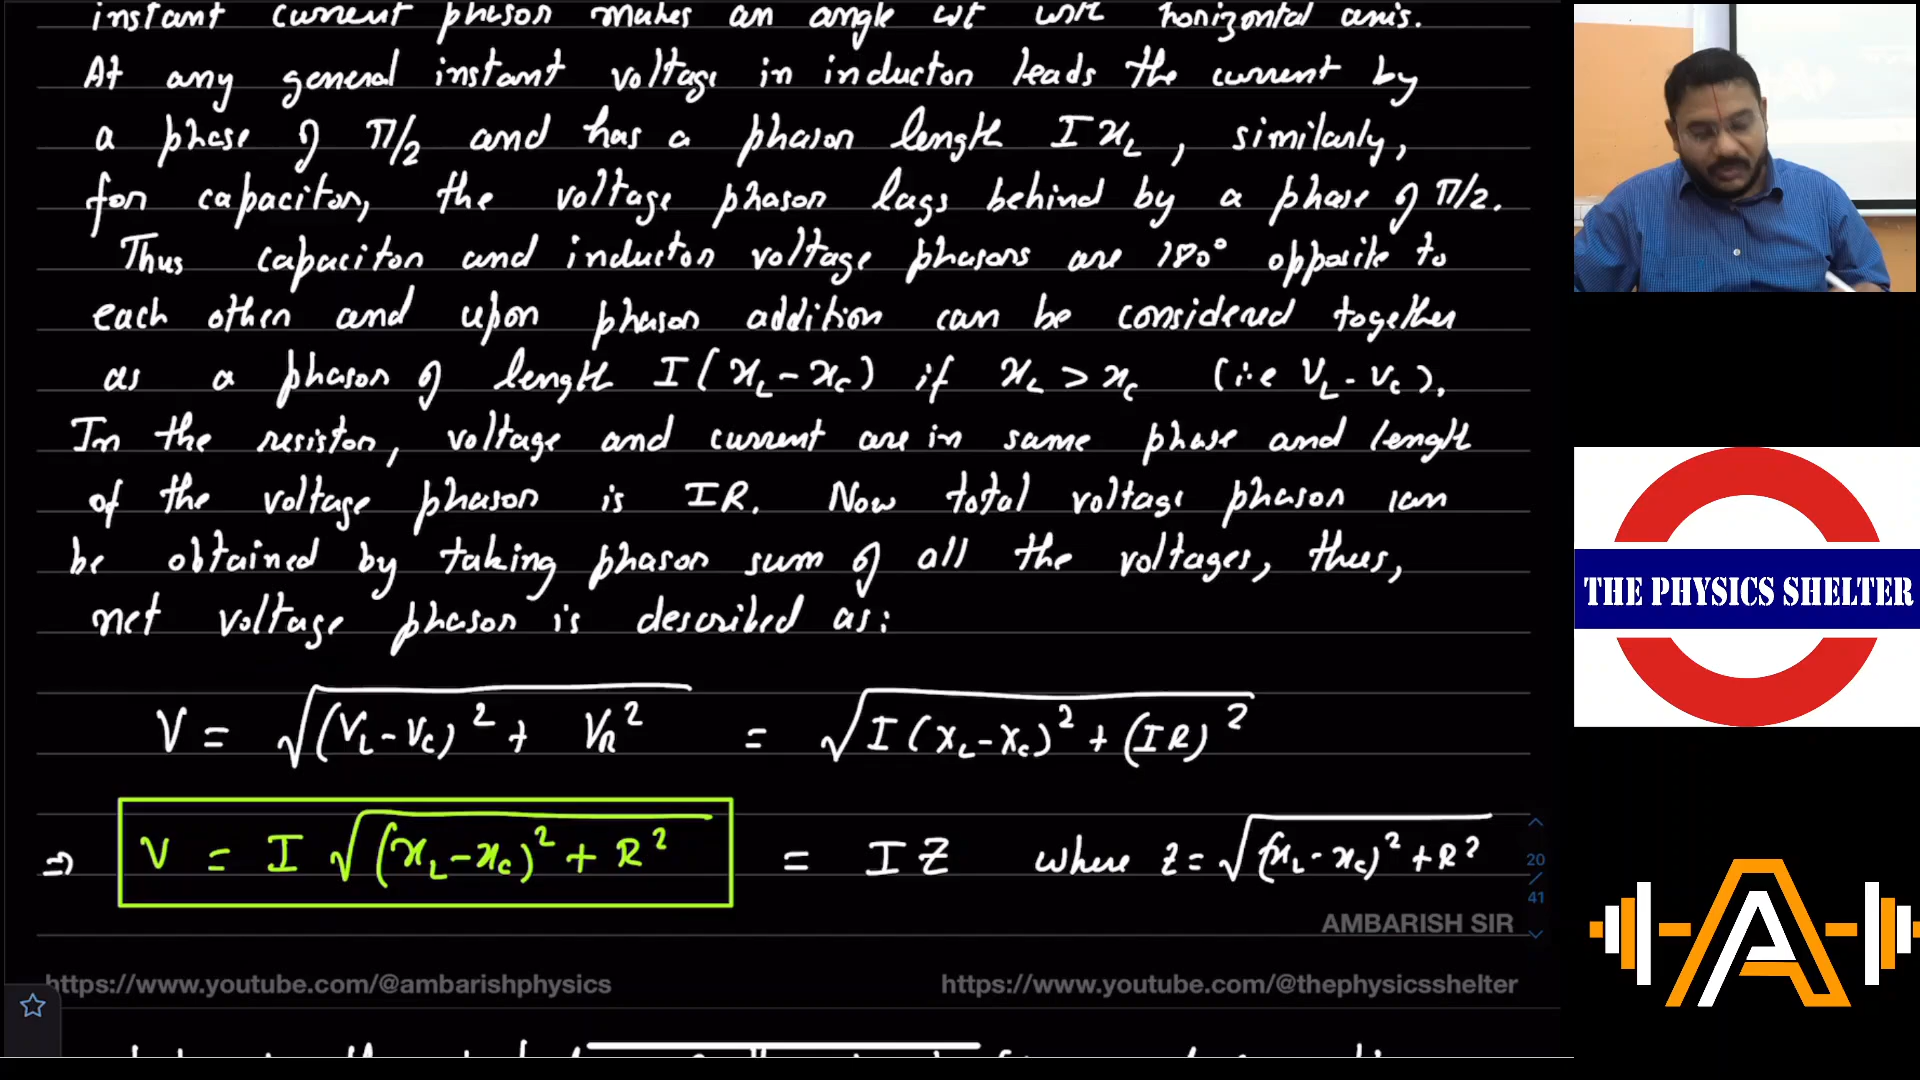 instant current phasor makes an angle ωt with horizontal axis.
At any general instant voltage in inductor leads the current by
a phase of π/2 and has a phasor length I x_L, similarly,
for capacitor, the voltage phasor lags behind by a phase of π/2.
Thus capacitor and inductor voltage phasors are 180° opposite to
each other and upon phasor addition can be considered together
as a phasor of length I(x_L - x_C) if x_L > x_C (i.e V_L - V_C).
In the resistor, voltage and current are in same phase and length
of the voltage phasor is IR. Now total voltage phasor can
be obtained by taking phasor sum of all the voltages, thus,
net voltage phasor is described as:
V = √((V_L - V_C)² + V_R²) = √(I(X_L - X_C)² + (IR)²)
⇒ V = I √((x_L - x_C)² + R²) = I Z where Z = √((x_L - x_C)² + R²)
20
/
41
AMBARISH SIR
https://www.youtube.com/@ambarishphysics
https://www.youtube.com/@thephysicsshelter
THE PHYSICS SHELTER
A